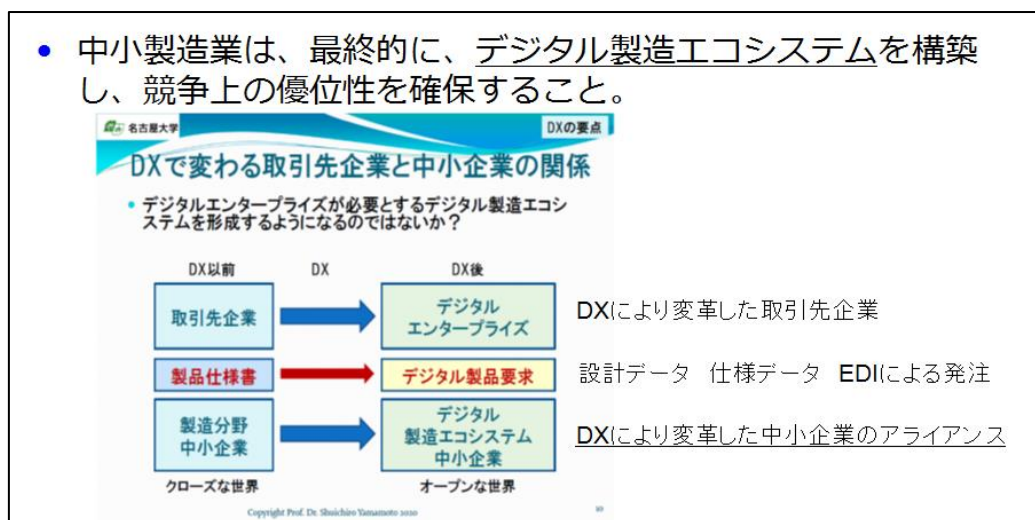 • 中小製造業は、最終的に、デジタル製造エコシステムを構築
し、競争上の優位性を確保すること。
名古屋大学
DXの要点
DXで変わる取引先企業と中小企業の関係
• デジタルエンタープライズが必要とするデジタル製造エコシ
ステムを形成するようになるのではないか？
DX以前 DX DX後
取引先企業
デジタル
エンタープライズ
DXにより変革した取引先企業
製品仕様書
デジタル製品要求
設計データ 仕様データ EDIによる発注
製造分野
中小企業
デジタル
製造エコシステム
中小企業
DXにより変革した中小企業のアライアンス
クローズな世界
オープンな世界
Copyright Prof. Dr. Shuichiro Yamamoto 2020